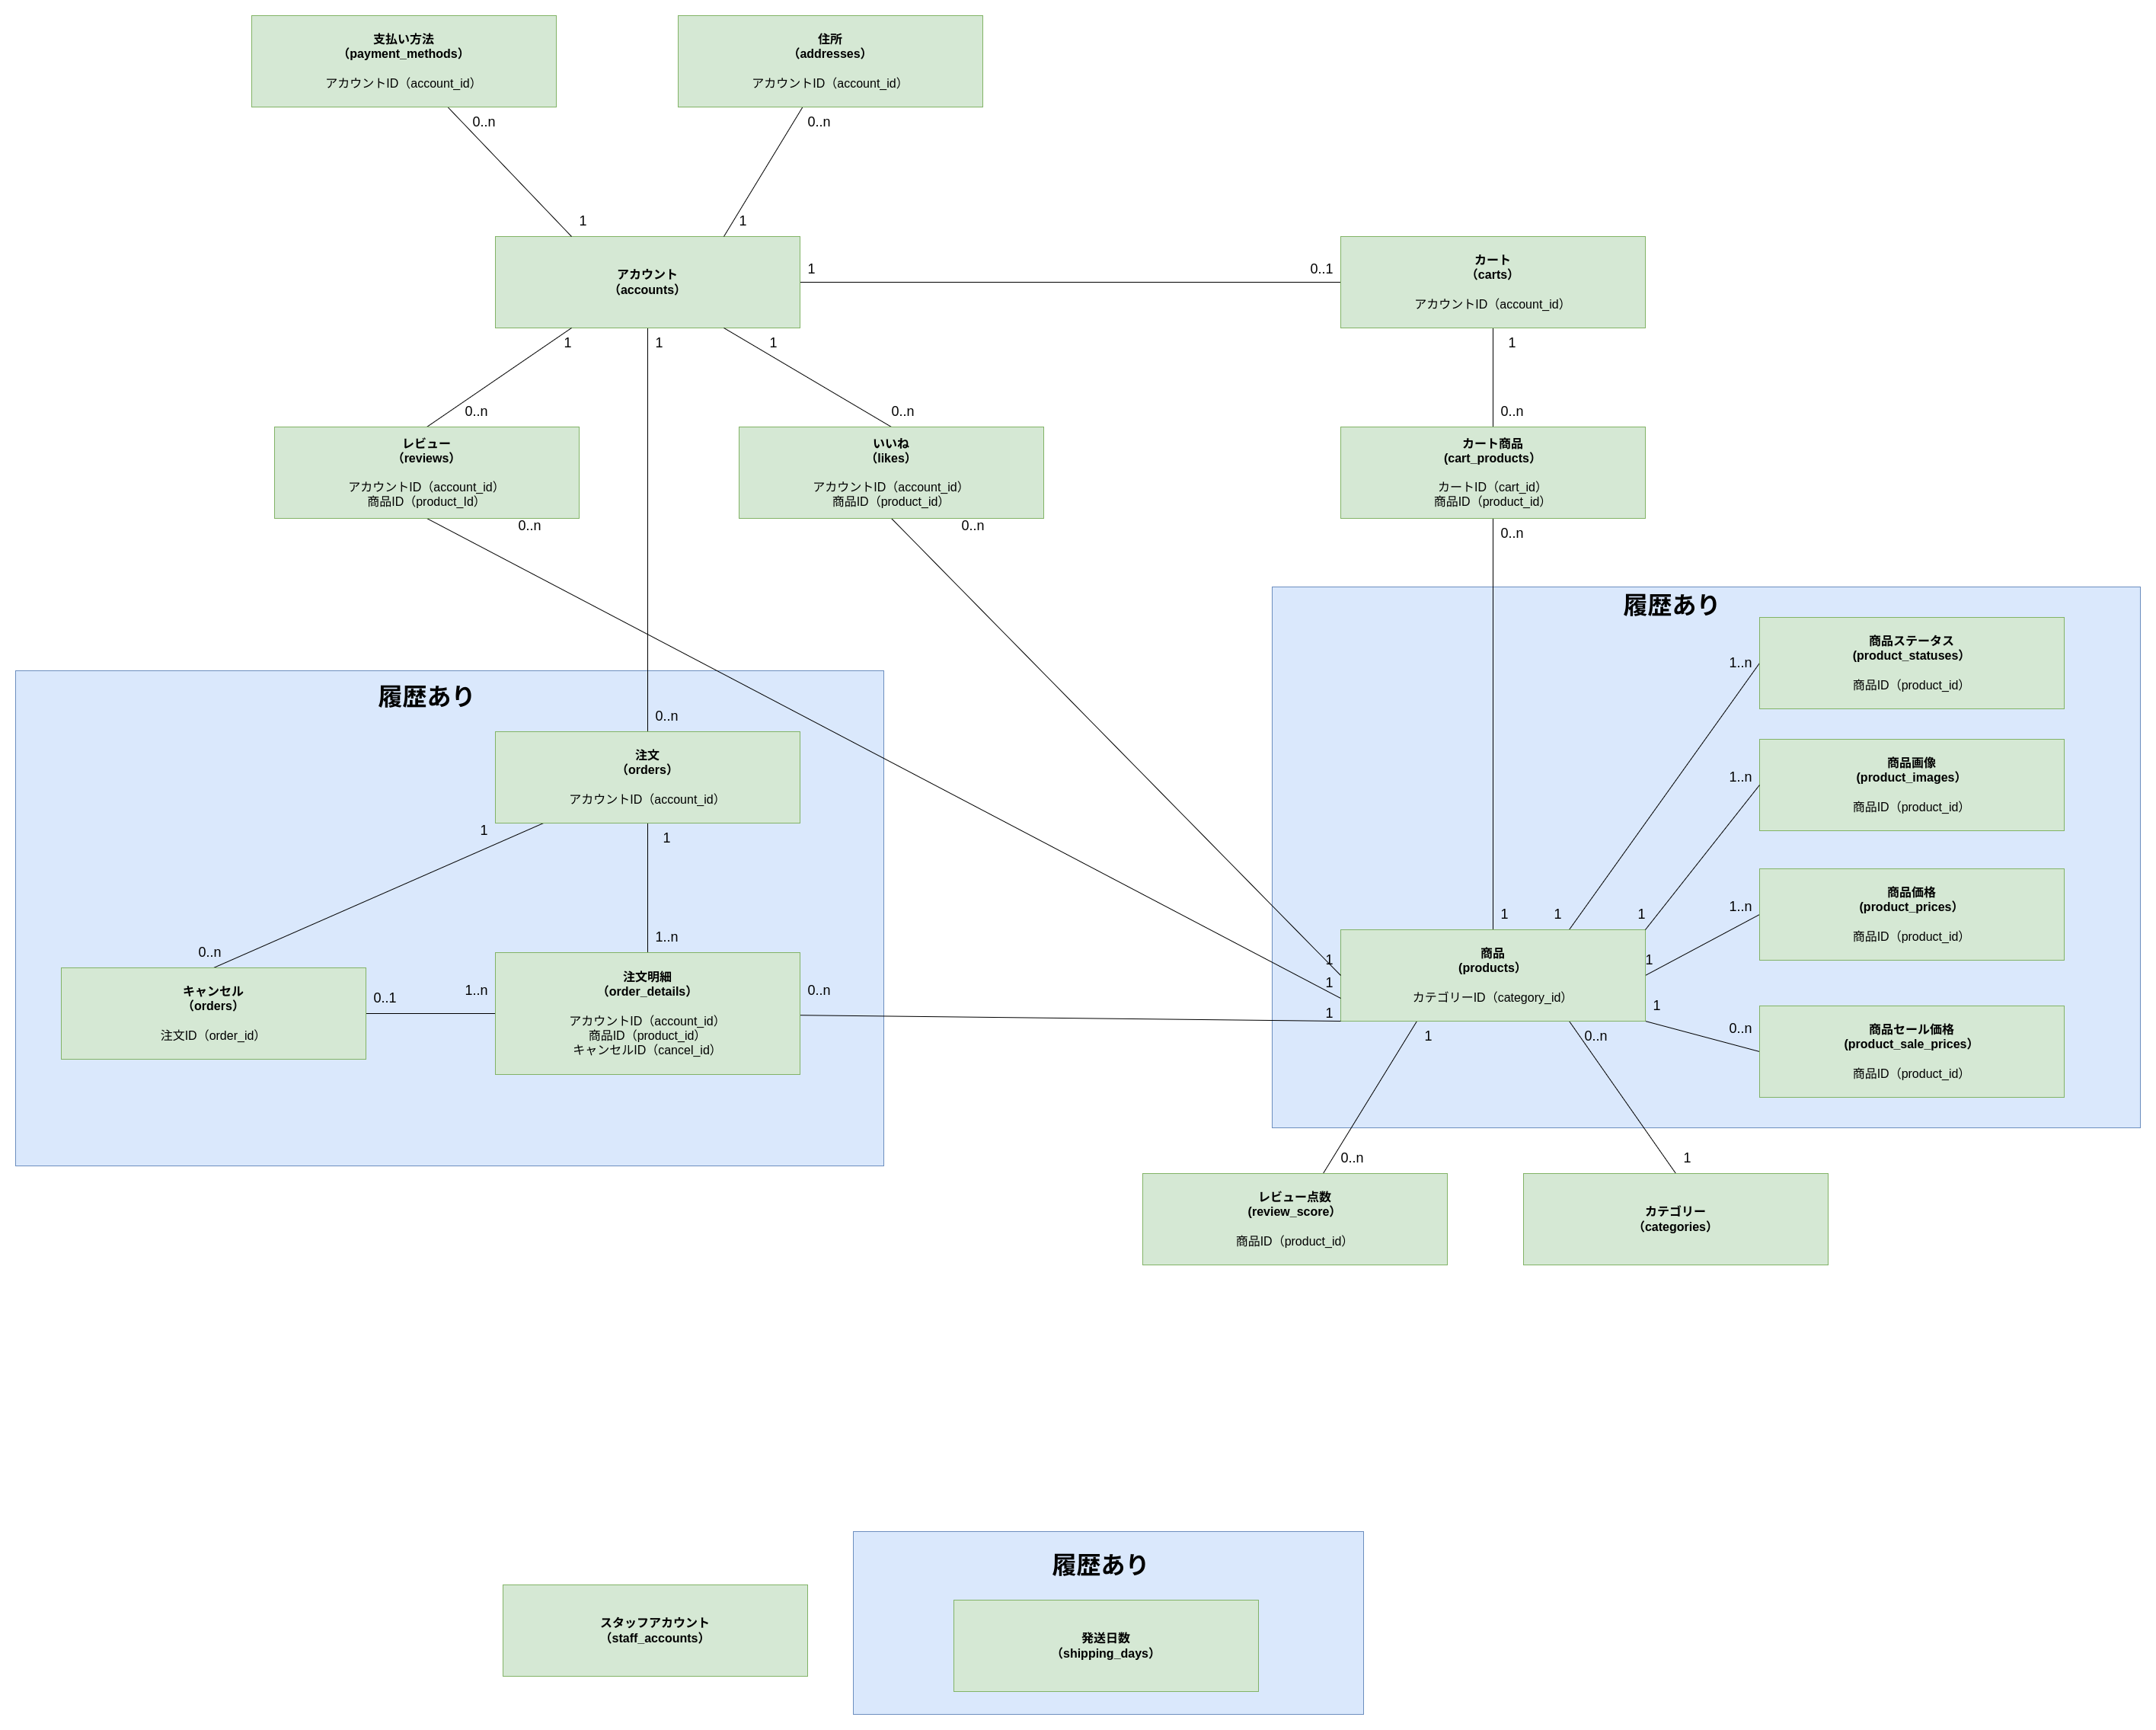 支払い方法
（payment_methods）
アカウントID（account_id）
住所
（addresses）
アカウントID（account_id）
0..n
0..n
1
1
アカウント
（accounts）
1
0..1
カート
（carts）
アカウントID（account_id）
1
1
1
1
0..n
0..n
0..n
レビュー
（reviews）
アカウントID（account_id）
商品ID（product_Id）
いいね
（likes）
アカウントID（account_id）
商品ID（product_id）
カート商品
(cart_products）
カートID（cart_id）
商品ID（product_id）
0..n
0..n
0..n
履歴あり
商品ステータス
(product_statuses）
商品ID（product_id）
1..n
履歴あり
0..n
注文
（orders）
アカウントID（account_id）
商品画像
(product_images）
商品ID（product_id）
1..n
1
1
商品価格
(product_prices）
商品ID（product_id）
1..n
1
1
1
0..n
1..n
キャンセル
（orders）
注文ID（order_id）
0..1
1..n
注文明細
（order_details）
アカウントID（account_id）
商品ID（product_id）
キャンセルID（cancel_id）
0..n
1
1
1
商品
(products）
カテゴリーID（category_id）
1
1
0..n
商品セール価格
(product_sale_prices）
商品ID（product_id）
1
0..n
0..n
1
レビュー点数
(review_score）
商品ID（product_id）
カテゴリー
（categories）
履歴あり
スタッフアカウント
（staff_accounts）
発送日数
（shipping_days）